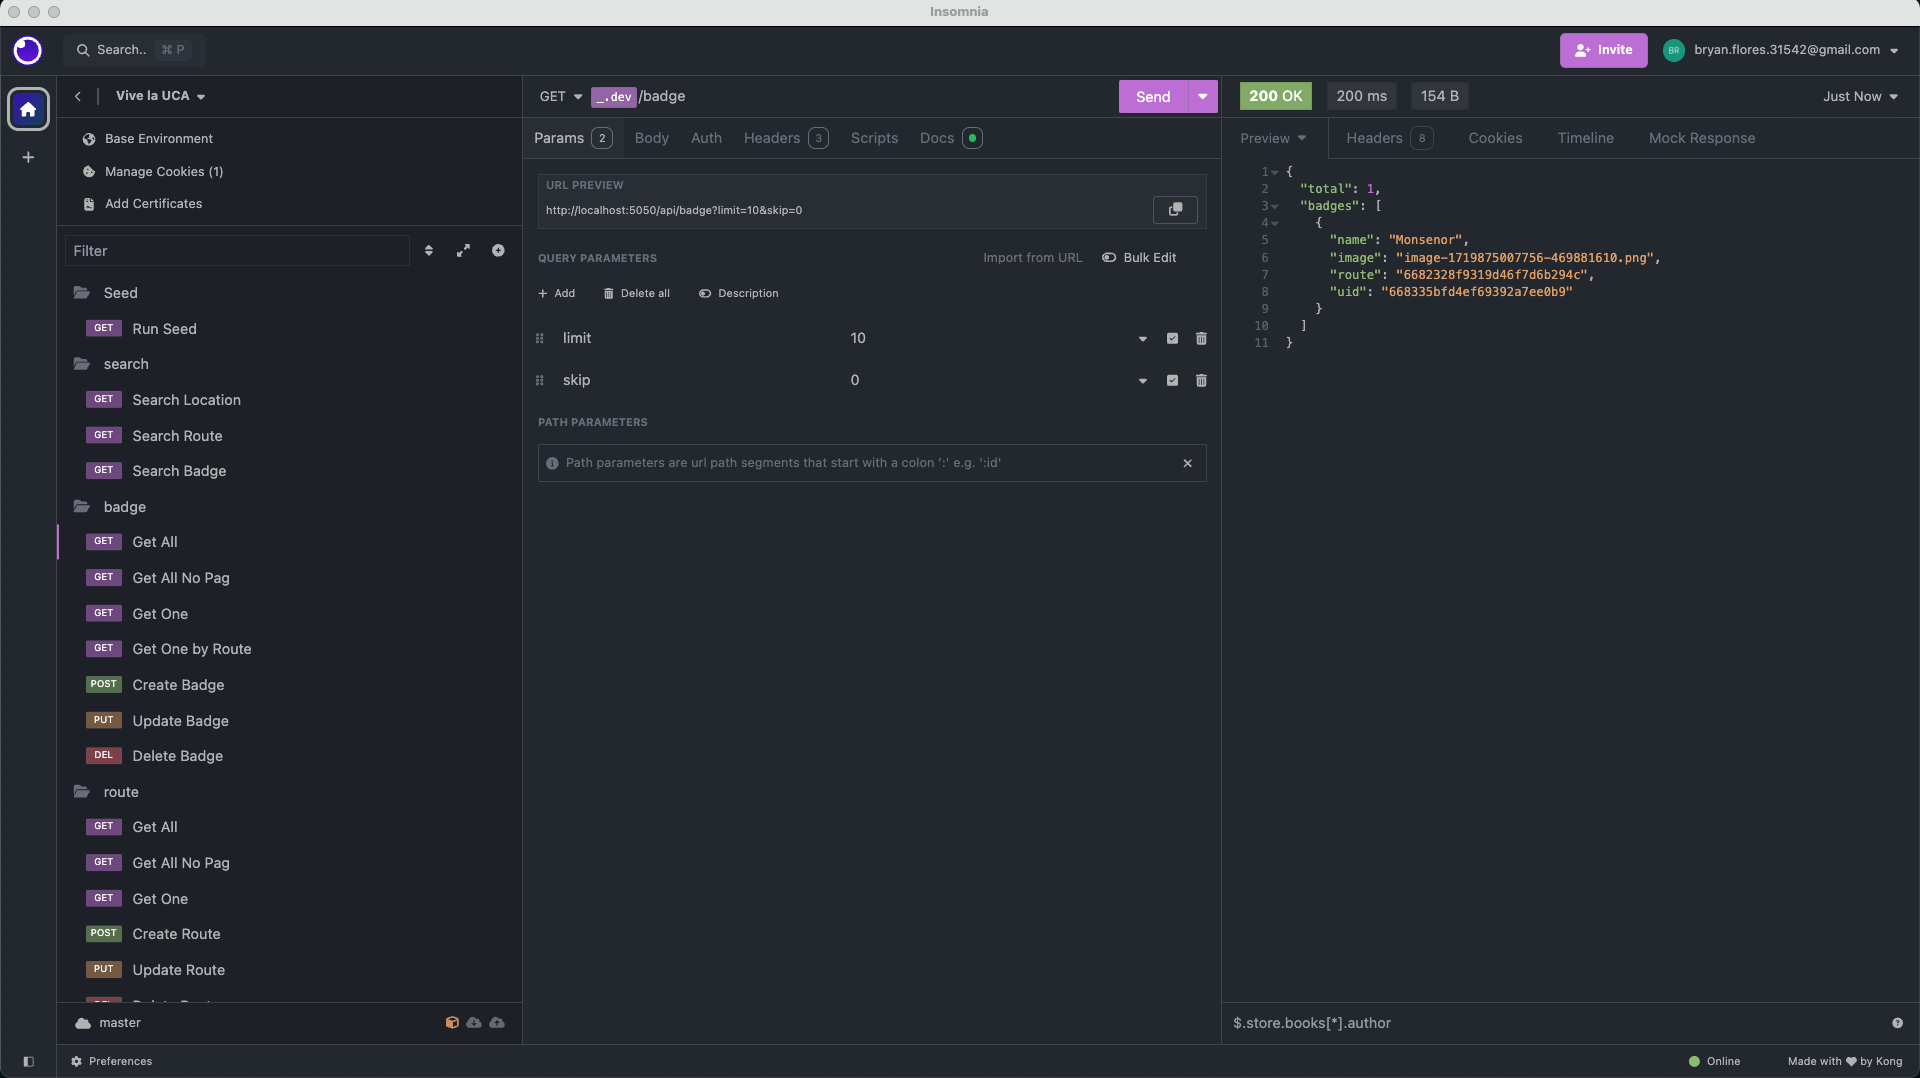 Insomnia
Search.. ⌘ P
Invite
BR bryan.flores.31542@gmail.com
Vive la UCA
Base Environment
Manage Cookies (1)
Add Certificates
Filter
Seed
GET Run Seed
search
GET Search Location
GET Search Route
GET Search Badge
badge
GET Get All
GET Get All No Pag
GET Get One
GET Get One by Route
POST Create Badge
PUT Update Badge
DEL Delete Badge
route
GET Get All
GET Get All No Pag
GET Get One
POST Create Route
PUT Update Route
master
Preferences
GET _.dev /badge
Send
Params 2 Body Auth Headers 3 Scripts Docs
URL PREVIEW
http://localhost:5050/api/badge?limit=10&skip=0
QUERY PARAMETERS
Import from URL Bulk Edit
+ Add Delete all Description
limit 10
skip 0
PATH PARAMETERS
Path parameters are url path segments that start with a colon ':' e.g. ':id'
200 OK 200 ms 154 B Just Now
Preview Headers 8 Cookies Timeline Mock Response
1 {
2 "total": 1,
3 "badges": [
4 {
5 "name": "Monsenor",
6 "image": "image-1719875007756-469881610.png",
7 "route": "6682328f9319d46f7d6b294c",
8 "uid": "668335bfd4ef69392a7ee0b9"
9 }
10 ]
11 }
$.store.books[*].author
Online
Made with ♥ by Kong